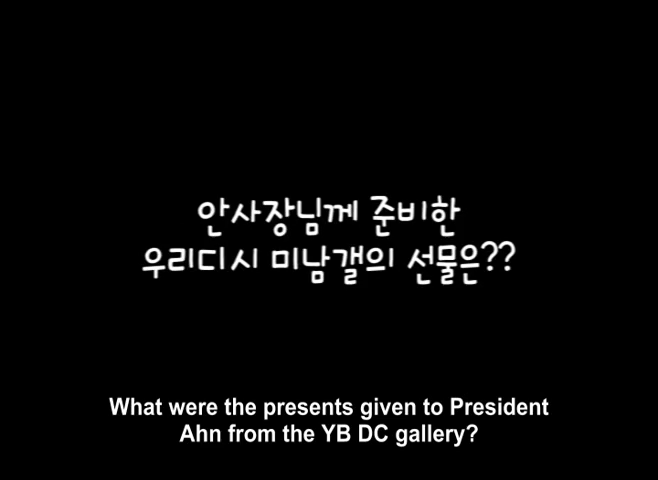 안사장님께 준비한
우리디시 미남갤의 선물은??
What were the presents given to President
Ahn from the YB DC gallery?